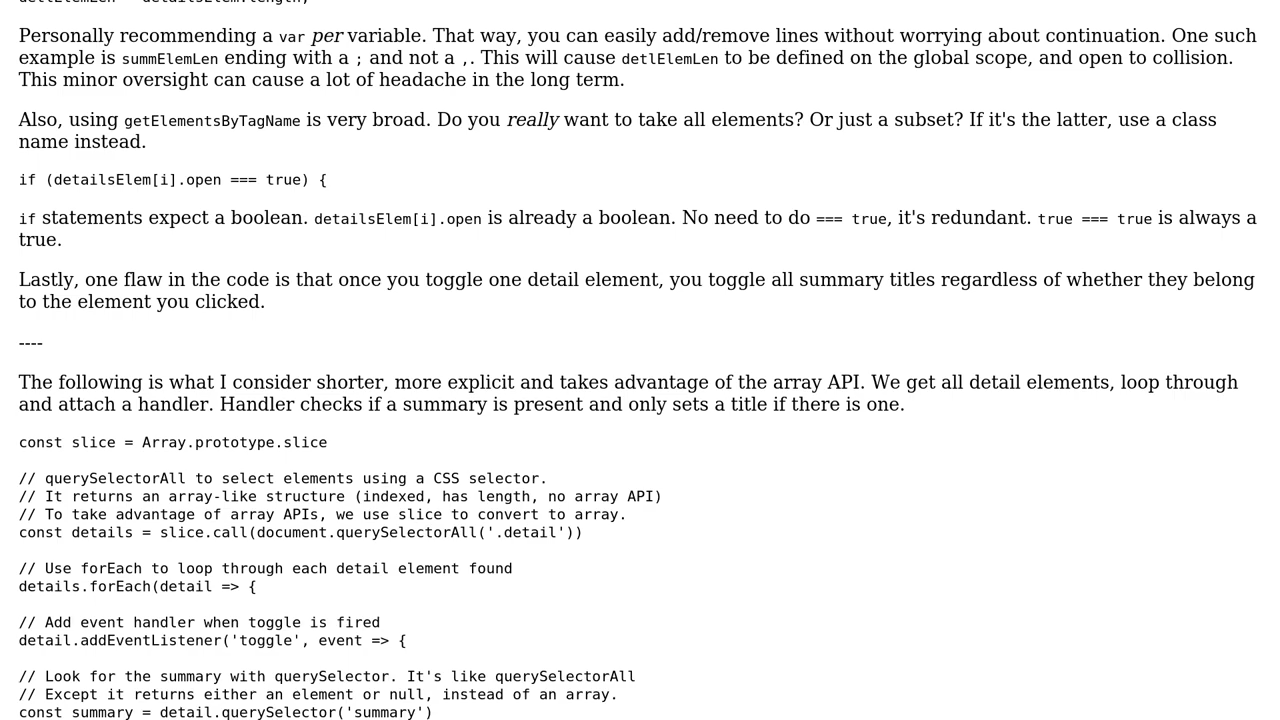 Personally recommending a var per variable. That way, you can easily add/remove lines without worrying about continuation. One such
example is summElemLen ending with a ; and not a ,. This will cause detlElemLen to be defined on the global scope, and open to collision.
This minor oversight can cause a lot of headache in the long term.
Also, using getElementsByTagName is very broad. Do you really want to take all elements? Or just a subset? If it's the latter, use a class
name instead.
if (detailsElem[i].open === true) {
if statements expect a boolean. detailsElem[i].open is already a boolean. No need to do === true, it's redundant. true === true is always a
true.
Lastly, one flaw in the code is that once you toggle one detail element, you toggle all summary titles regardless of whether they belong
to the element you clicked.
----
The following is what I consider shorter, more explicit and takes advantage of the array API. We get all detail elements, loop through
and attach a handler. Handler checks if a summary is present and only sets a title if there is one.
const slice = Array.prototype.slice
// querySelectorAll to select elements using a CSS selector.
// It returns an array-like structure (indexed, has length, no array API)
// To take advantage of array APIs, we use slice to convert to array.
const details = slice.call(document.querySelectorAll('.detail'))
// Use forEach to loop through each detail element found
details.forEach(detail => {
// Add event handler when toggle is fired
detail.addEventListener('toggle', event => {
// Look for the summary with querySelector. It's like querySelectorAll
// Except it returns either an element or null, instead of an array.
const summary = detail.querySelector('summary')